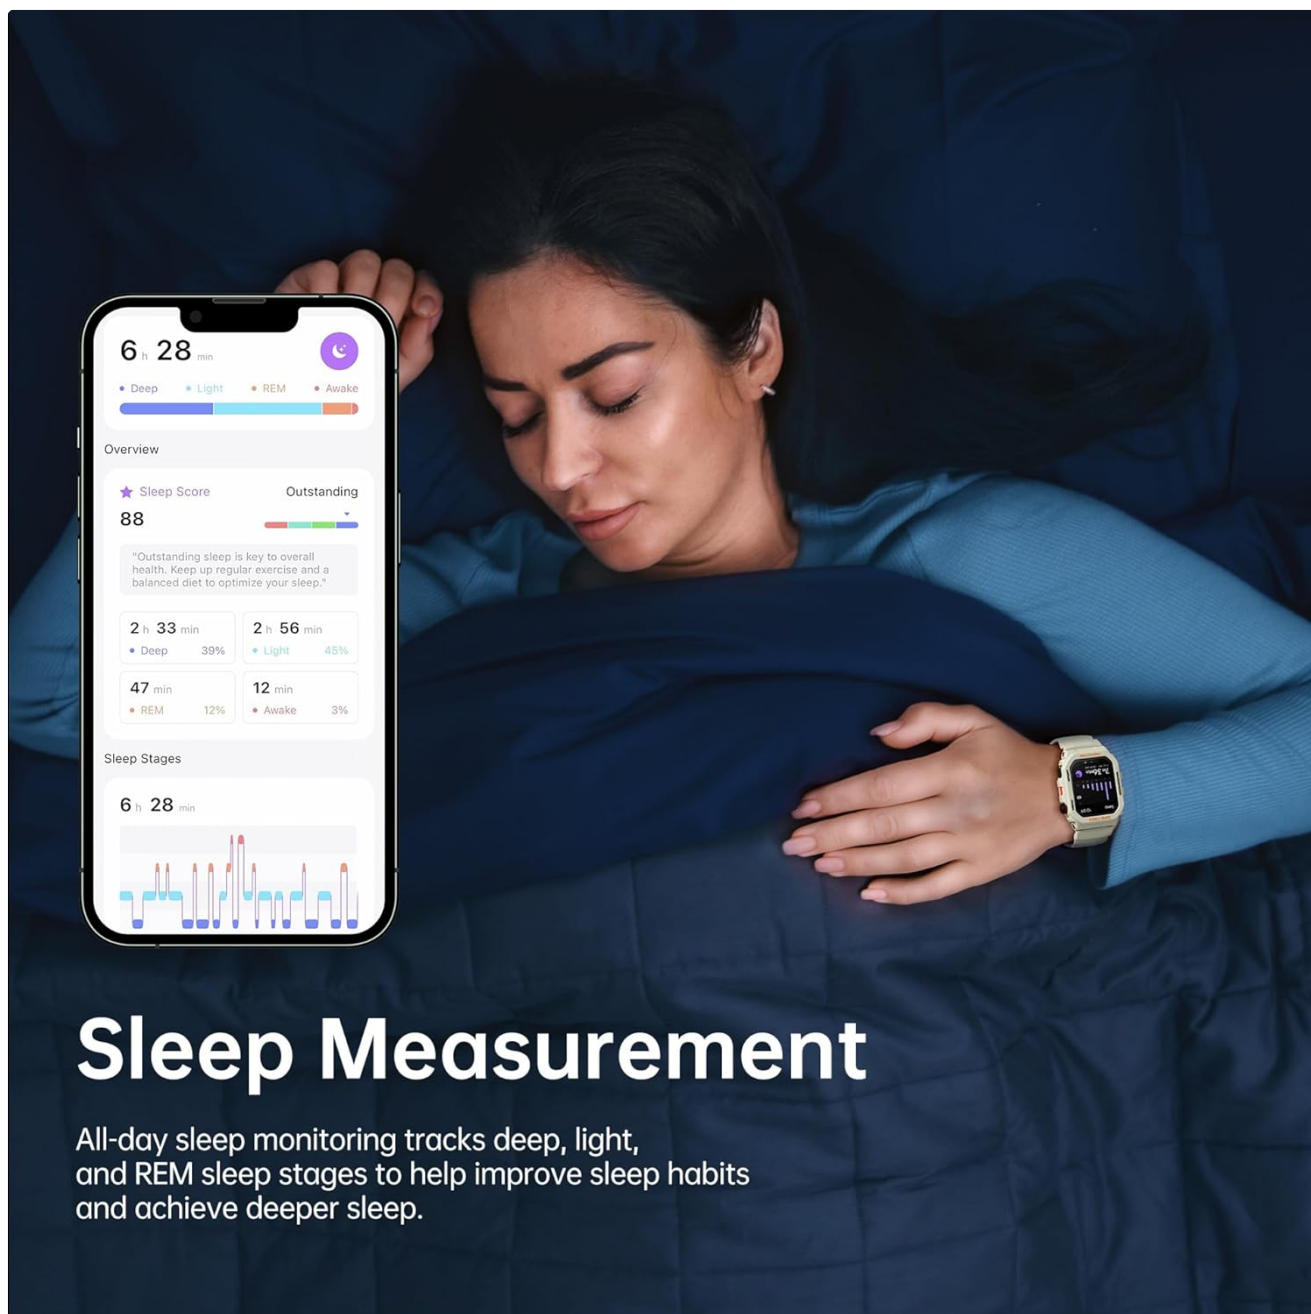 6 h 28 min
Deep Light REM Awake
Overview
Sleep Score Outstanding
88
"Outstanding sleep is key to overall
health. Keep up regular exercise and a
balanced diet to optimize your sleep."
2 h 33 min 2 h 56 min
Deep 39% Light 45%
47 min 12 min
REM 12% Awake 3%
Sleep Stages
6 h 28 min
Sleep Measurement
All-day sleep monitoring tracks deep, light,
and REM sleep stages to help improve sleep habits
and achieve deeper sleep.